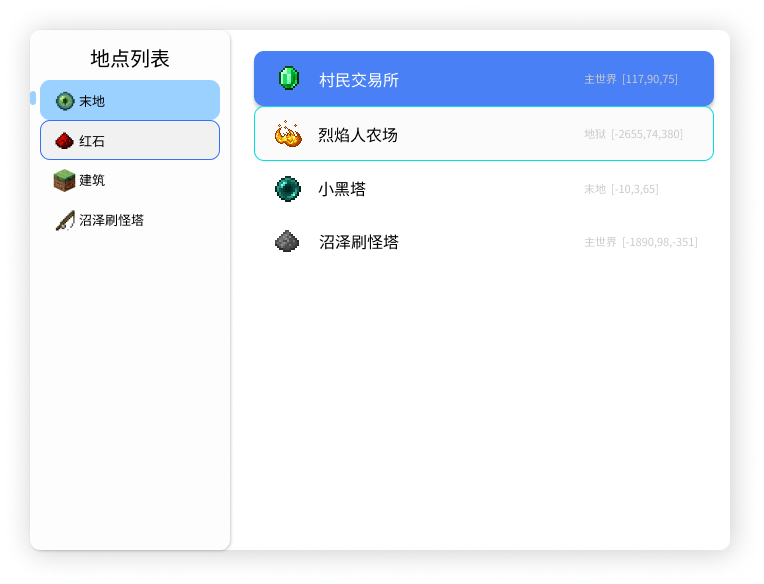 地点列表
末地
红石
建筑
沼泽刷怪塔
村民交易所 主世界 [117,90,75]
烈焰人农场 地狱 [-2655,74,380]
小黑塔 末地 [-10,3,65]
沼泽刷怪塔 主世界 [-1890,98,-351]